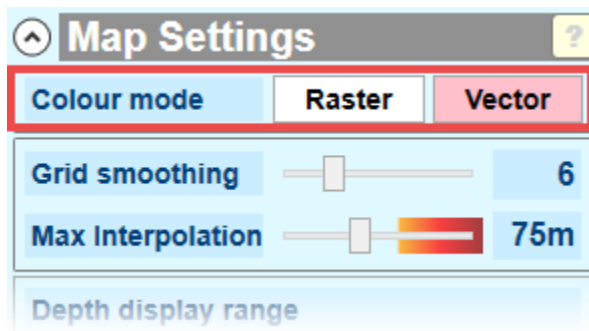 Map Settings ?
Colour mode Raster Vector
Grid smoothing 6
Max Interpolation 75m
Depth display range